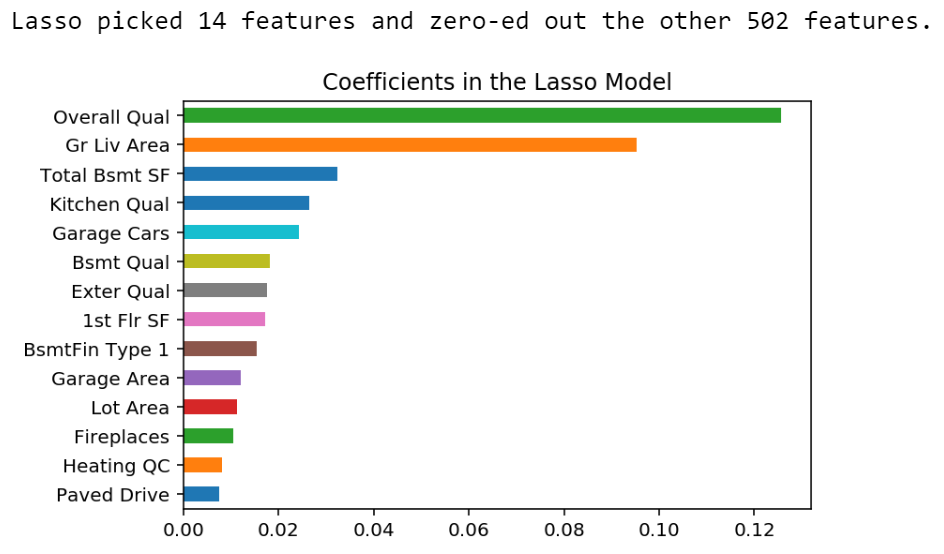 Lasso picked 14 features and zero-ed out the other 502 features.
Coefficients in the Lasso Model
Overall Qual
Gr Liv Area
Total Bsmt SF
Kitchen Qual
Garage Cars
Bsmt Qual
Exter Qual
1st Flr SF
BsmtFin Type 1
Garage Area
Lot Area
Fireplaces
Heating QC
Paved Drive
0.00 0.02 0.04 0.06 0.08 0.10 0.12